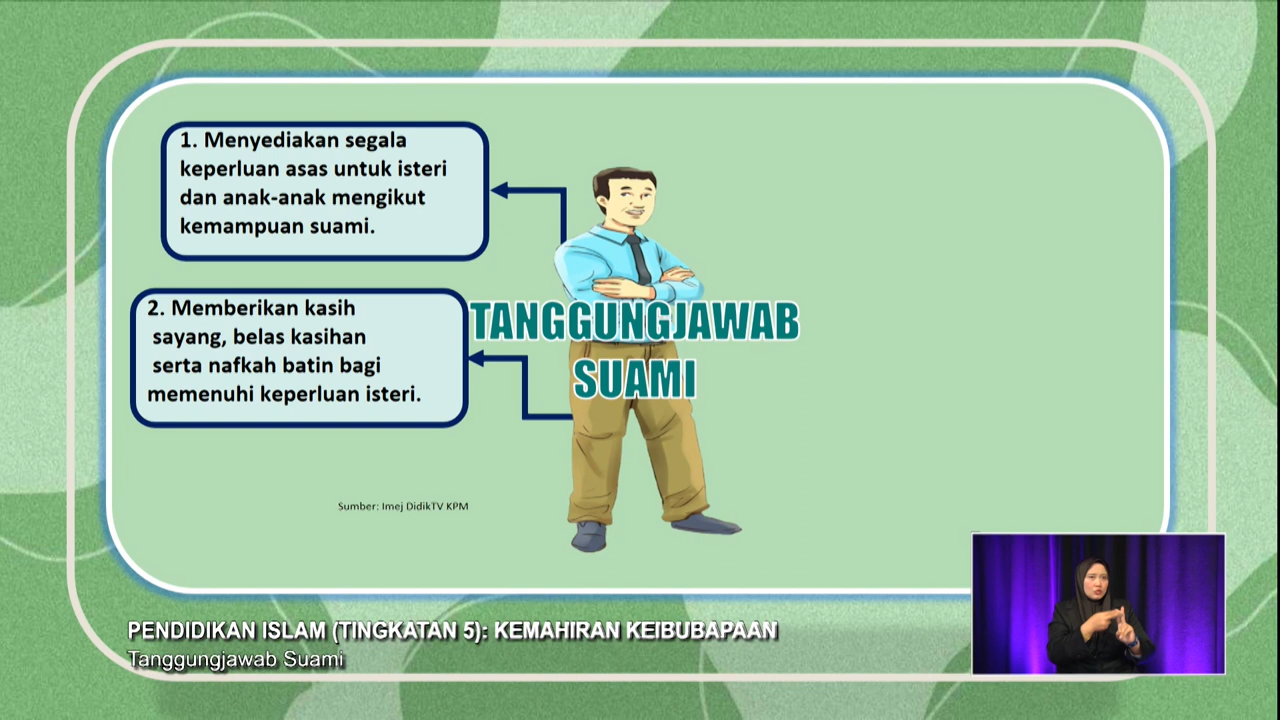 1. Menyediakan segala
keperluan asas untuk isteri
dan anak-anak mengikut
kemampuan suami.
2. Memberikan kasih
sayang, belas kasihan
serta nafkah batin bagi
memenuhi keperluan isteri.
TANGGUNGJAWAB
SUAMI
Sumber: Imej DidikTV KPM
PENDIDIKAN ISLAM (TINGKATAN 5): KEMAHIRAN KEIBUBAPAAN
Tanggungjawab Suami